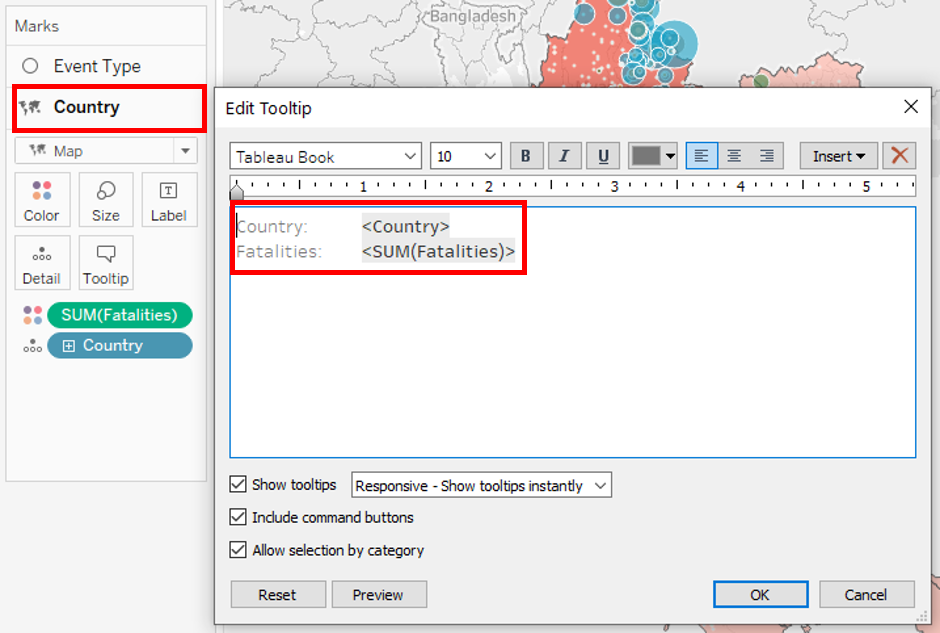 Marks
Event Type
Country
Map
Color
Size
Label
Detail
Tooltip
SUM(Fatalities)
Country
Bangladesh
Edit Tooltip
Tableau Book
10
B
I
U
Insert
1
2
3
4
5
Country: <Country>
Fatalities: <SUM(Fatalities)>
Show tooltips
Responsive - Show tooltips instantly
Include command buttons
Allow selection by category
Reset
Preview
OK
Cancel